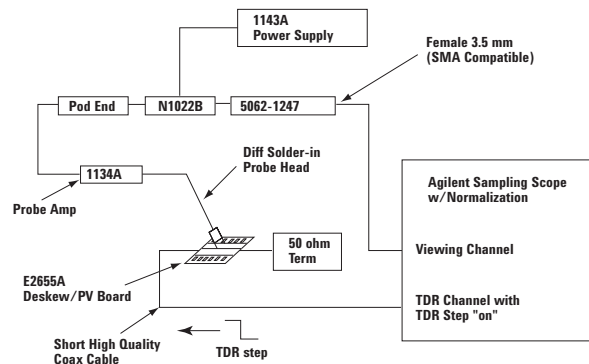 1143A
Power Supply
Female 3.5 mm
(SMA Compatible)
Pod End
N1022B
5062-1247
1134A
Diff Solder-in
Probe Head
Probe Amp
Agilent Sampling Scope
w/Normalization
50 ohm
Term
Viewing Channel
E2655A
Deskew/PV Board
TDR Channel with
TDR Step "on"
Short High Quality
Coax Cable
TDR step